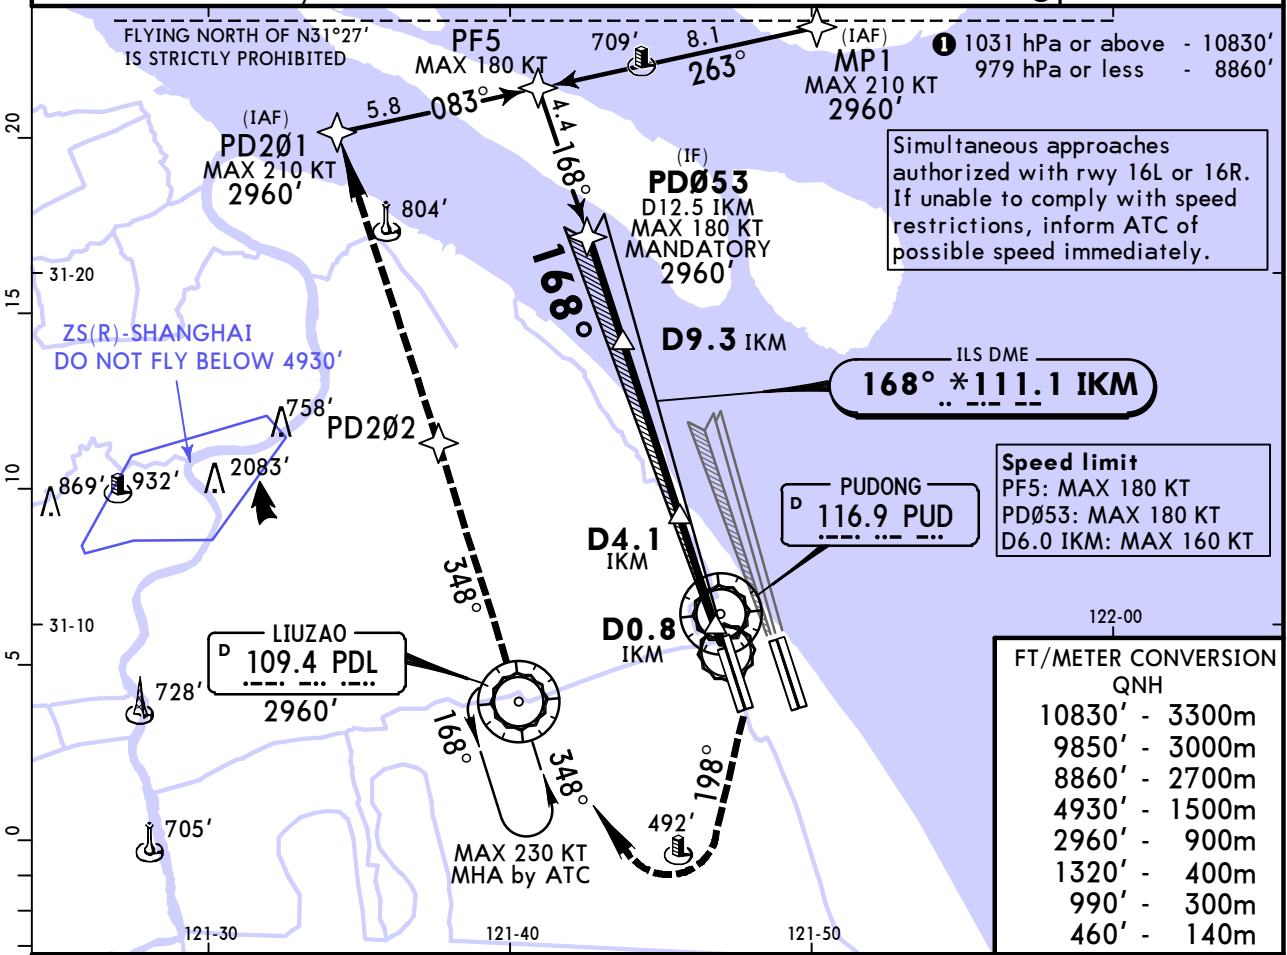 FLYING NORTH OF N31°27'
IS STRICTLY PROHIBITED
PF5
MAX 180 KT
709'
8.1
263°
(IAF)
MP1
MAX 210 KT
2960'
❶ 1031 hPa or above - 10830'
979 hPa or less - 8860'
(IAF)
PD2Ø1
MAX 210 KT
2960'
5.8
083°
4.4
168°
Simultaneous approaches
authorized with rwy 16L or 16R.
If unable to comply with speed
restrictions, inform ATC of
possible speed immediately.
(IF)
PDØ53
D12.5 IKM
MAX 180 KT
MANDATORY
2960'
804'
20
31-20
15
168°
ZS(R)-SHANGHAI
DO NOT FLY BELOW 4930'
D9.3 IKM
ILS DME
168° *111.1 IKM
758'
PD2Ø2
869'
932'
2083'
10
Speed limit
PF5: MAX 180 KT
PDØ53: MAX 180 KT
D6.0 IKM: MAX 160 KT
PUDONG
D 116.9 PUD
D4.1
IKM
348°
31-10
D0.8
IKM
122-00
LIUZAO
D 109.4 PDL
2960'
5
728'
168°
348°
198°
705'
0
492'
MAX 230 KT
MHA by ATC
121-30
121-40
121-50
FT/METER CONVERSION
QNH
10830' - 3300m
9850' - 3000m
8860' - 2700m
4930' - 1500m
2960' - 900m
1320' - 400m
990' - 300m
460' - 140m